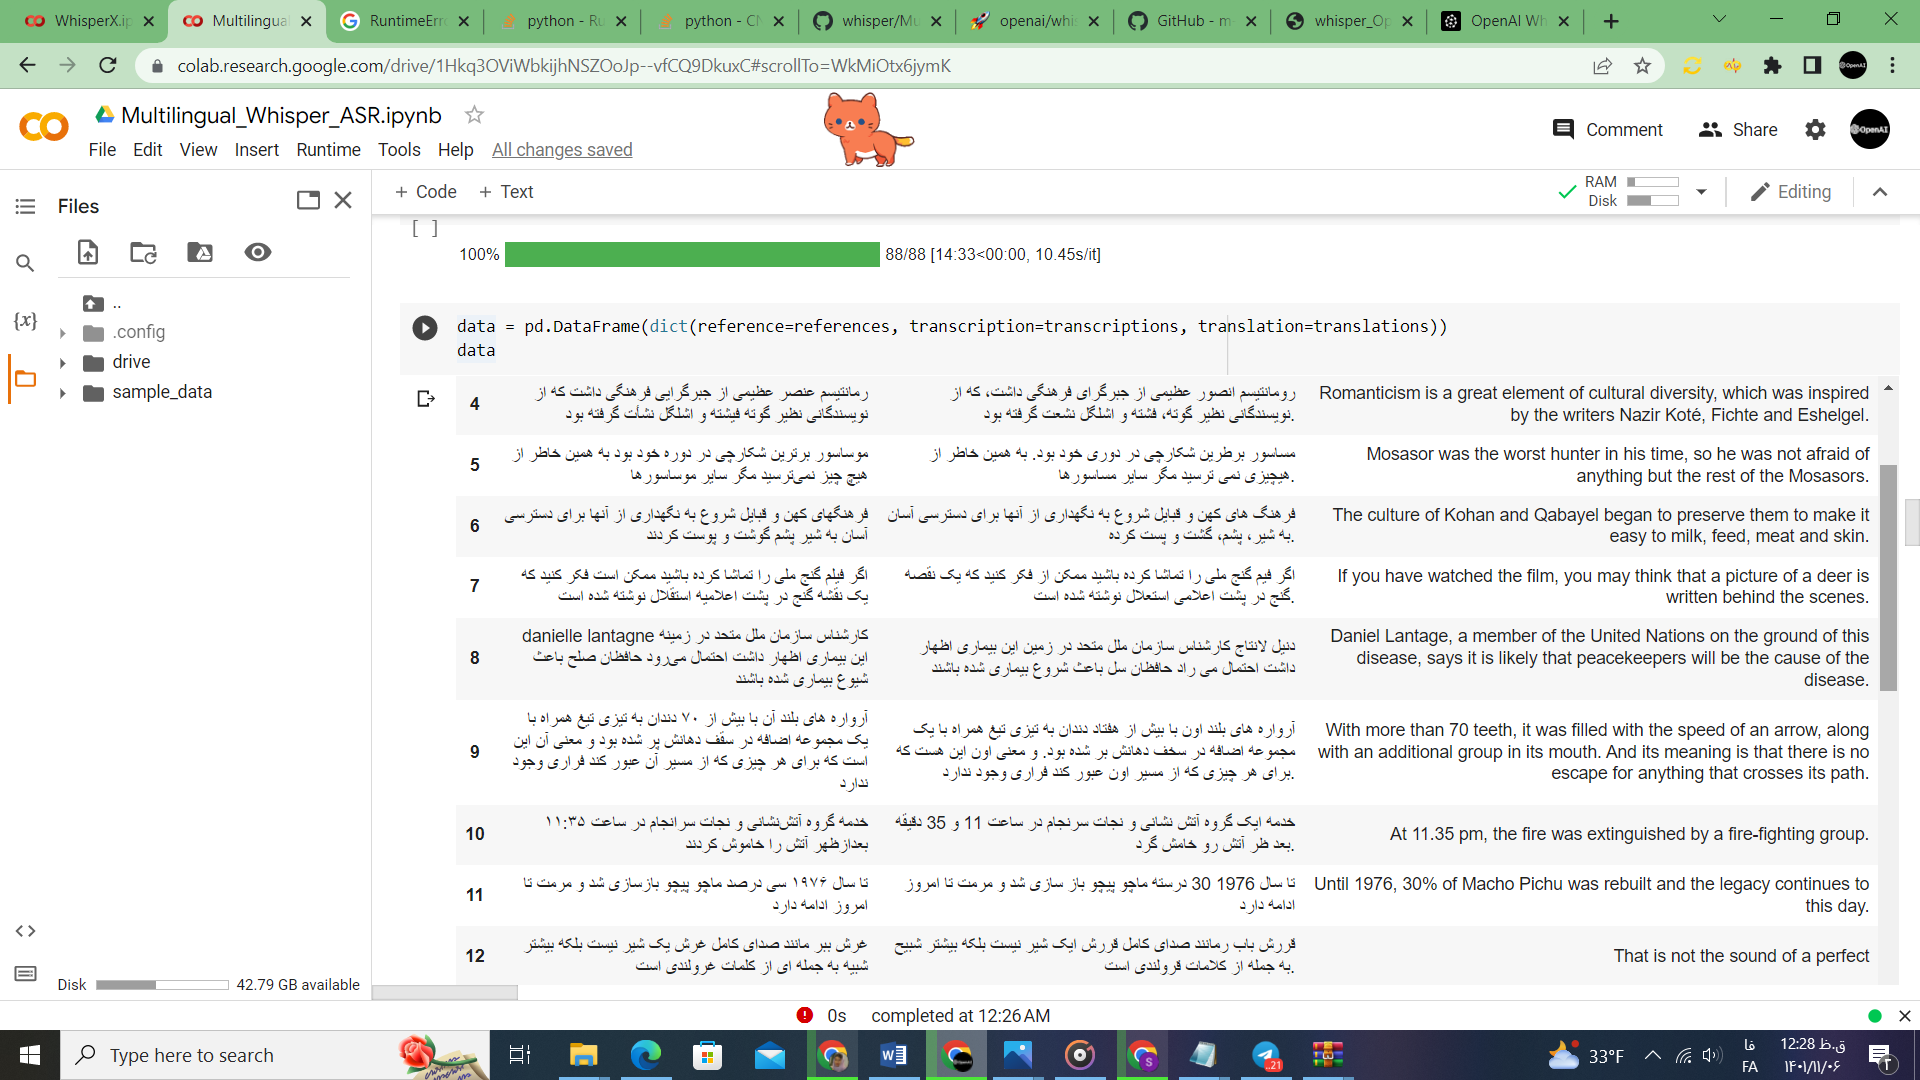 WhisperX.ip
Multilingual
RuntimeErro
python - Ru
python - CN
whisper/Mu
openai/whis
GitHub - m-
whisper_Op
OpenAI Wh
colab.research.google.com/drive/1Hkq3OViWbkijhNSZOoJp--vfCQ9DkuxC#scrollTo=WkMiOtx6jymK
OpenAI
CO
Multilingual_Whisper_ASR.ipynb
Comment
Share
OpenAI
File Edit View Insert Runtime Tools Help All changes saved
Files
+ Code + Text
RAM
Disk
Editing
{x}
..
.config
drive
sample_data
Disk 42.79 GB available
[ ]
100% 88/88 [14:33<00:00, 10.45s/it]
data = pd.DataFrame(dict(reference=references, transcription=transcriptions, translation=translations))
data
4
رمانتیسم عنصر عظیمی از جبرگرایی فرهنگی داشت که از
نویسندگانی نظیر گوته فیشته و اشلگل نشأت گرفته بود
رومانتیسم انصور عظیمی از جبرگرای فرهنگی داشت، که از
نویسندگانی نظیر گوته، فشته و اشلگل نشعت گرفته بود.
Romanticism is a great element of cultural diversity, which was inspired
by the writers Nazir Koté, Fichte and Eshelgel.
5
موساسور برترین شکارچی در دوره خود بود به همین خاطر از
هیچ چیز نمی‌ترسید مگر سایر موساسورها
مساسور برطرین شکارچی در دوری خود بود. به همین خاطر از
هیچیزی نمی ترسید مگر سایر مساسورها.
Mosasor was the worst hunter in his time, so he was not afraid of
anything but the rest of the Mosasors.
6
فرهنگهای کهن و قبایل شروع به نگهداری از آنها برای دسترسی
آسان به شیر پشم گوشت و پوست کردند
فرهنگ های کهن و قبایل شروع به نگهداری از آنها برای دسترسی آسان
به شیر، پشم، گشت و پست کرده.
The culture of Kohan and Qabayel began to preserve them to make it
easy to milk, feed, meat and skin.
7
اگر فیلم گنج ملی را تماشا کرده باشید ممکن است فکر کنید که
یک نقشه گنج در پشت اعلامیه استقلال نوشته شده است
اگر فیم گنج ملی را تماشا کرده باشید ممکن از فکر کنید که یک نقصه
گنج در پشت اعلامی استعلال نوشته شده است.
If you have watched the film, you may think that a picture of a deer is
written behind the scenes.
8
danielle lantagne کارشناس سازمان ملل متحد در زمینه
این بیماری اظهار داشت احتمال می‌رود حافظان صلح باعث
شیوع بیماری شده باشند
دنیل لانتاج کارشناس سازمان ملل متحد در زمین این بیماری اظهار
داشت احتمال می راد حافظان سل باعث شروع بیماری شده باشند
Daniel Lantage, a member of the United Nations on the ground of this
disease, says it is likely that peacekeepers will be the cause of the
disease.
9
آرواره های بلند آن با بیش از ۷۰ دندان به تیزی تیغ همراه با
یک مجموعه اضافه در سقف دهانش پر شده بود و معنی آن این
است که برای هر چیزی که از مسیر آن عبور کند فراری وجود
ندارد
آرواره های بلند اون با بیش از هفتاد دندان به تیزی تیغ همراه با یک
مجموعه اضافه در سخف دهانش بر شده بود. و معنی اون این هست که
برای هر چیزی که از مسیر اون عبور کند فراری وجود ندارد.
With more than 70 teeth, it was filled with the speed of an arrow, along
with an additional group in its mouth. And its meaning is that there is no
escape for anything that crosses its path.
10
خدمه گروه آتش‌نشانی و نجات سرانجام در ساعت ۱۱:۳۵
بعدازظهر آتش را خاموش کردند
خدمه ایک گروه آتش نشانی و نجات سرنجام در ساعت 11 و 35 دقیقه
بعد ظر آتش رو خامش گرد.
At 11.35 pm, the fire was extinguished by a fire-fighting group.
11
تا سال ۱۹۷۶ سی درصد ماچو پیچو بازسازی شد و مرمت تا
امروز ادامه دارد
تا سال 1976 30 درسته ماچو پیچو باز سازی شد و مرمت تا امروز
ادامه دارد
Until 1976, 30% of Macho Pichu was rebuilt and the legacy continues to
this day.
12
غرش ببر مانند صدای کامل غرش یک شیر نیست بلکه بیشتر
شبیه به جمله ای از کلمات غرولندی است
قررش باب رمانند صدای کامل قررش ایک شیر نیست بلکه بیشتر شبیح
به جمله از کلامات قرولندی است.
That is not the sound of a perfect
0s completed at 12:26 AM
Type here to search
..21
33°F
فا
FA
12:28 ق.ظ
۱۴۰۱/۱۱/۰۶
۲